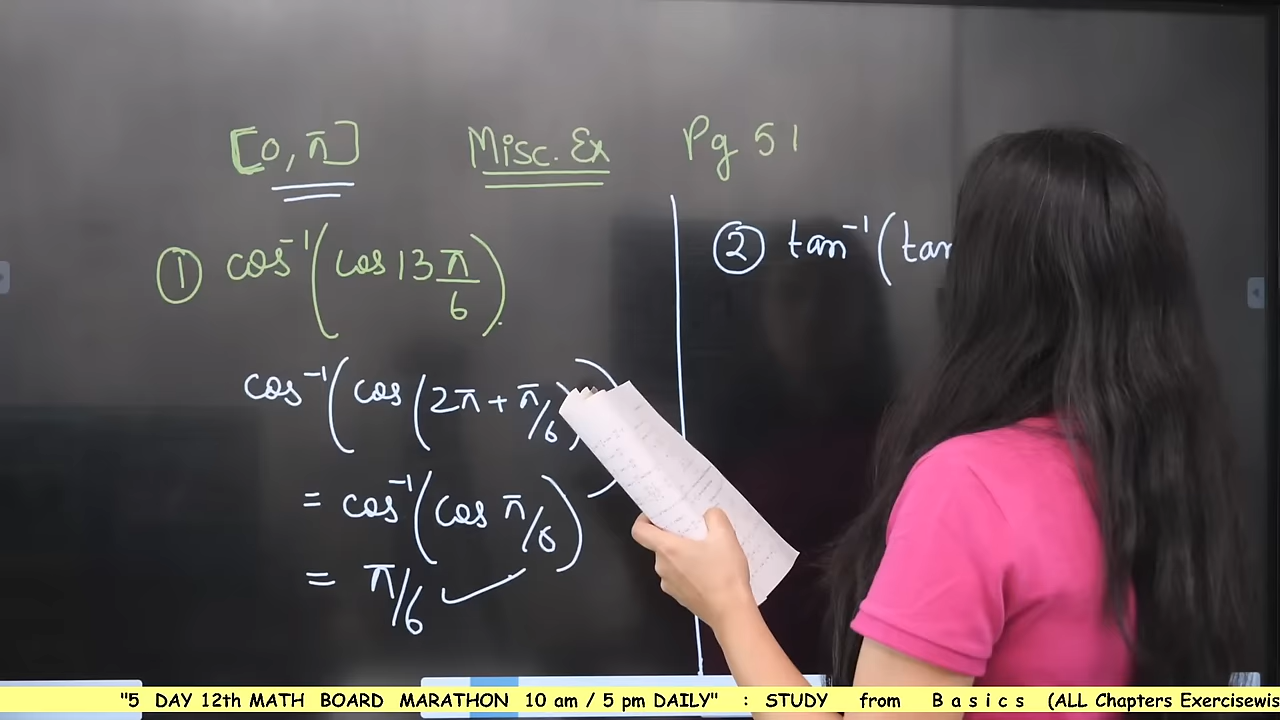 [0, π] Misc. Ex Pg 51
① cos⁻¹(cos 13π/6).
cos⁻¹(cos(2π + π/6))
= cos⁻¹(cos π/6)
= π/6 ✓
② tan⁻¹(tan
"5 DAY 12th MATH BOARD MARATHON 10 am / 5 pm DAILY" : STUDY from B a s i c s (ALL Chapters Exercisewis